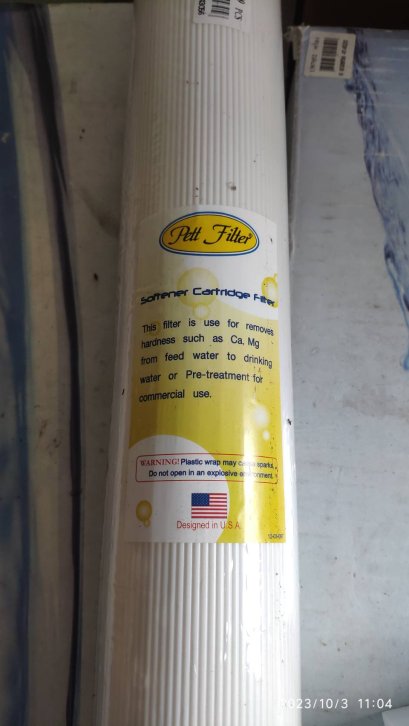 PCS
Pett Filter
Softener Cartridge Filter
This filter is use for removes
hardness such as Ca, Mg
from feed water to drinking
water or Pre-treatment for
commercial use.
WARNING! Plastic wrap may cause sparks.
Do not open in an explosive environment.
Designed in U.S.A.
2023/10/3 11:04